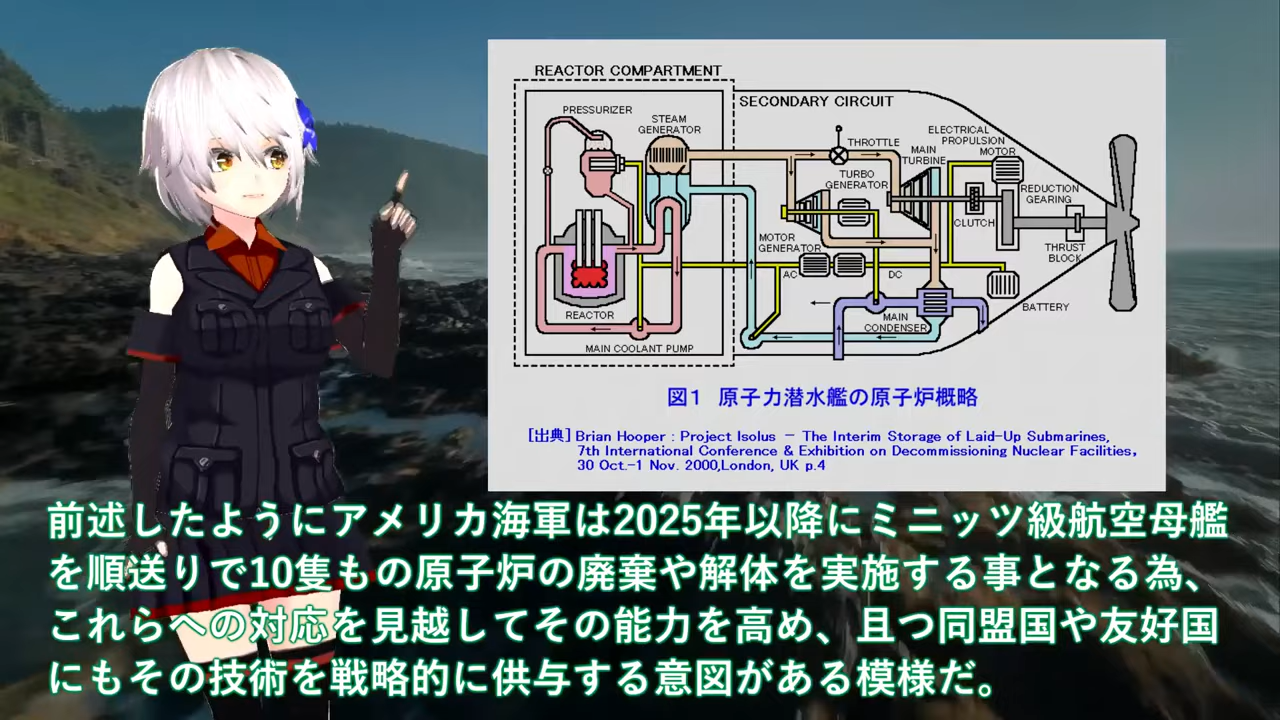 REACTOR COMPARTMENT
PRESSURIZER
STEAM
GENERATOR
SECONDARY CIRCUIT
THROTTLE
ELECTRICAL
PROPULSION
MOTOR
MAIN
TURBINE
TURBO
GENERATOR
REDUCTION
GEARING
CLUTCH
MOTOR
GENERATOR
THRUST
BLOCK
AC
DC
REACTOR
MAIN
CONDENSER
BATTERY
MAIN COOLANT PUMP
図1 原子力潜水艦の原子炉概略
[出典] Brian Hooper : Project Isolus − The Interim Storage of Laid-Up Submarines,
7th International Conference & Exhibition on Decommissioning Nuclear Facilities,
30 Oct.-1 Nov. 2000,London, UK p.4
前述したようにアメリカ海軍は2025年以降にミニッツ級航空母艦
を順送りで10隻もの原子炉の廃棄や解体を実施する事となる為、
これらへの対応を見越してその能力を高め、且つ同盟国や友好国
にもその技術を戦略的に供与する意図がある模様だ。